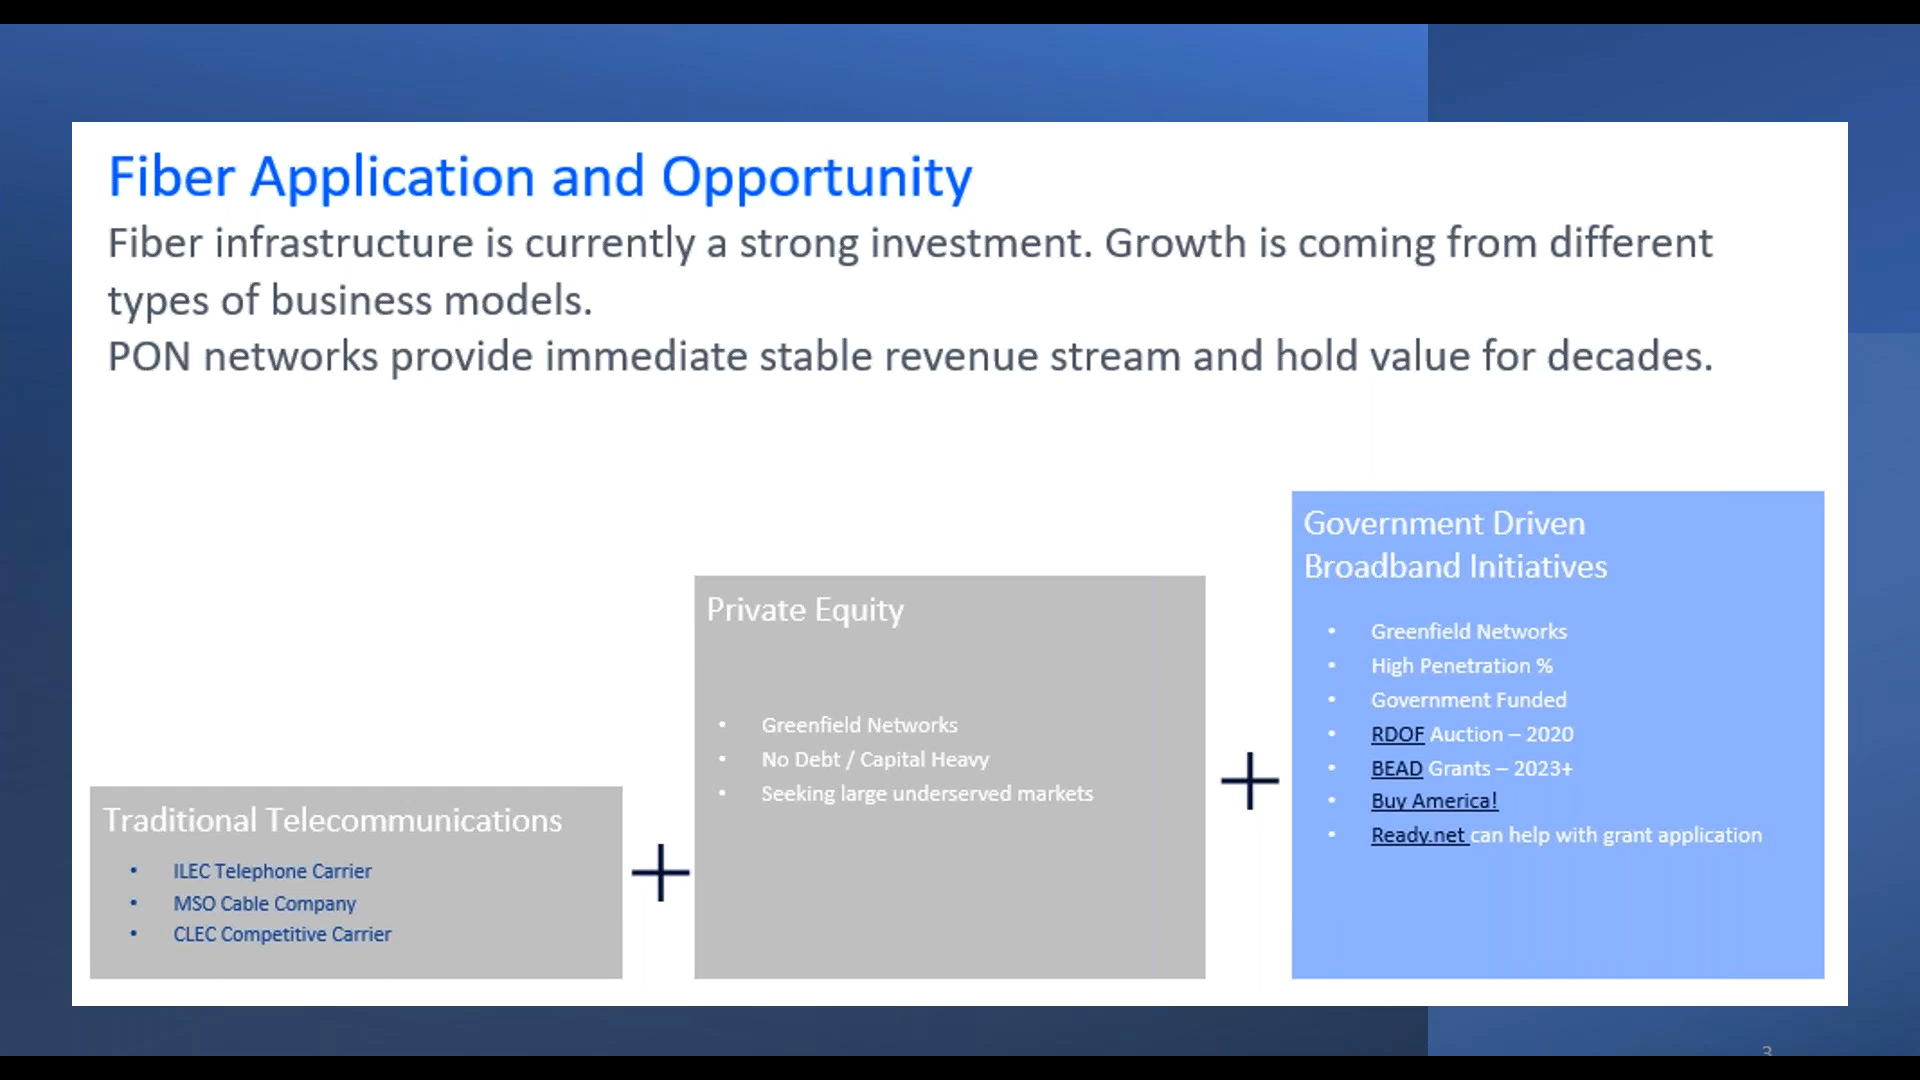 Fiber Application and Opportunity
Fiber infrastructure is currently a strong investment. Growth is coming from different
types of business models.
PON networks provide immediate stable revenue stream and hold value for decades.
Traditional Telecommunications
• ILEC Telephone Carrier
• MSO Cable Company
• CLEC Competitive Carrier
+
Private Equity
• Greenfield Networks
• No Debt / Capital Heavy
• Seeking large underserved markets
+
Government Driven
Broadband Initiatives
• Greenfield Networks
• High Penetration %
• Government Funded
• RDOF Auction – 2020
• BEAD Grants – 2023+
• Buy America!
• Ready.net can help with grant application
3